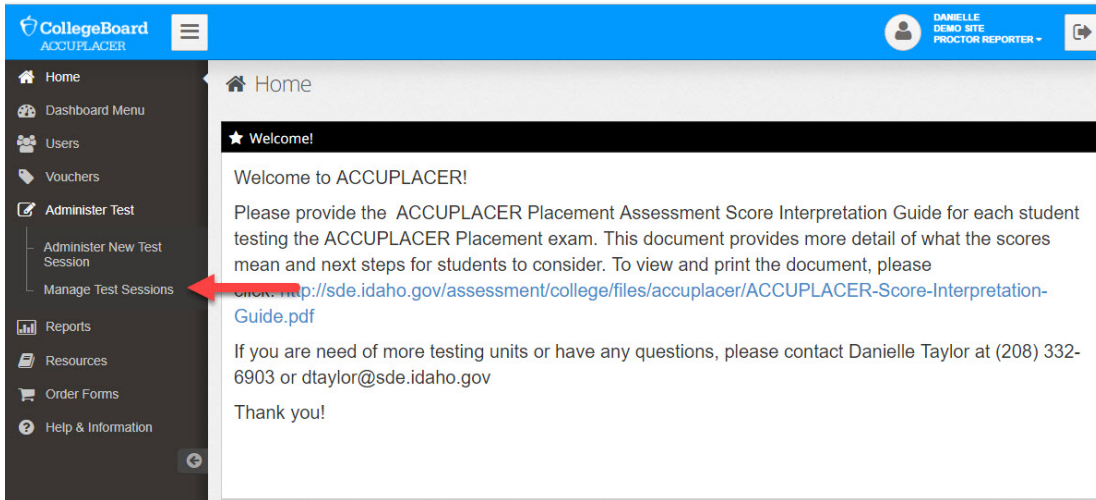 CollegeBoard
ACCUPLACER
DANIELLE
DEMO SITE
PROCTOR REPORTER
Home
Dashboard Menu
Users
Vouchers
Administer Test
Administer New Test
Session
Manage Test Sessions
Reports
Resources
Order Forms
Help & Information
Home
Welcome!
Welcome to ACCUPLACER!
Please provide the ACCUPLACER Placement Assessment Score Interpretation Guide for each student
testing the ACCUPLACER Placement exam. This document provides more detail of what the scores
mean and next steps for students to consider. To view and print the document, please
click: http://sde.idaho.gov/assessment/college/files/accuplacer/ACCUPLACER-Score-Interpretation-
Guide.pdf
If you are need of more testing units or have any questions, please contact Danielle Taylor at (208) 332-
6903 or dtaylor@sde.idaho.gov
Thank you!